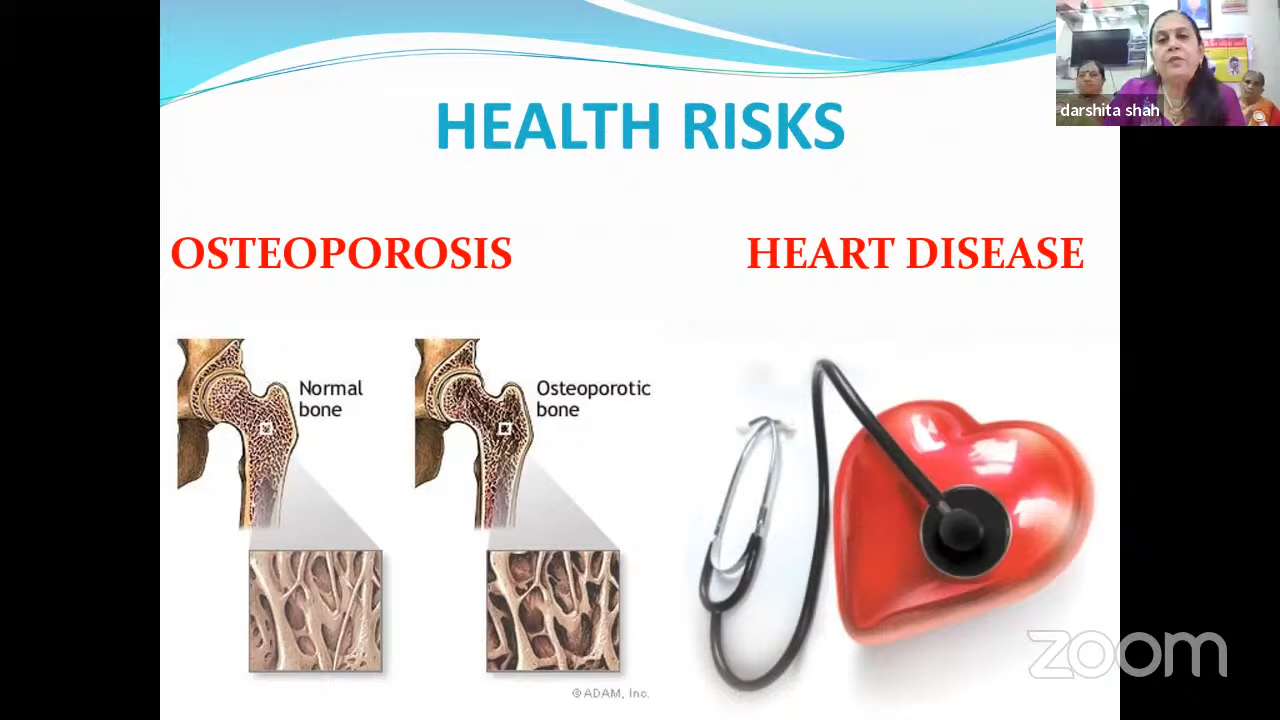 HEALTH RISKS
darshita shah
OSTEOPOROSIS
HEART DISEASE
Normal
bone
Osteoporotic
bone
©ADAM, Inc.
zoom